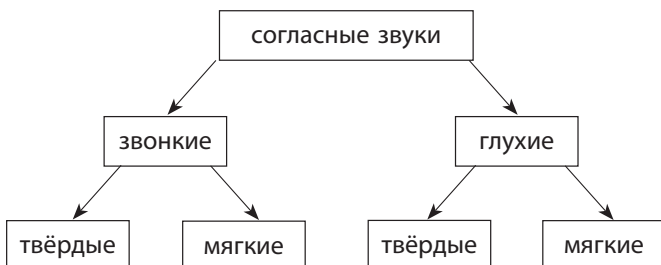 согласные звуки
звонкие глухие
твёрдые мягкие твёрдые мягкие